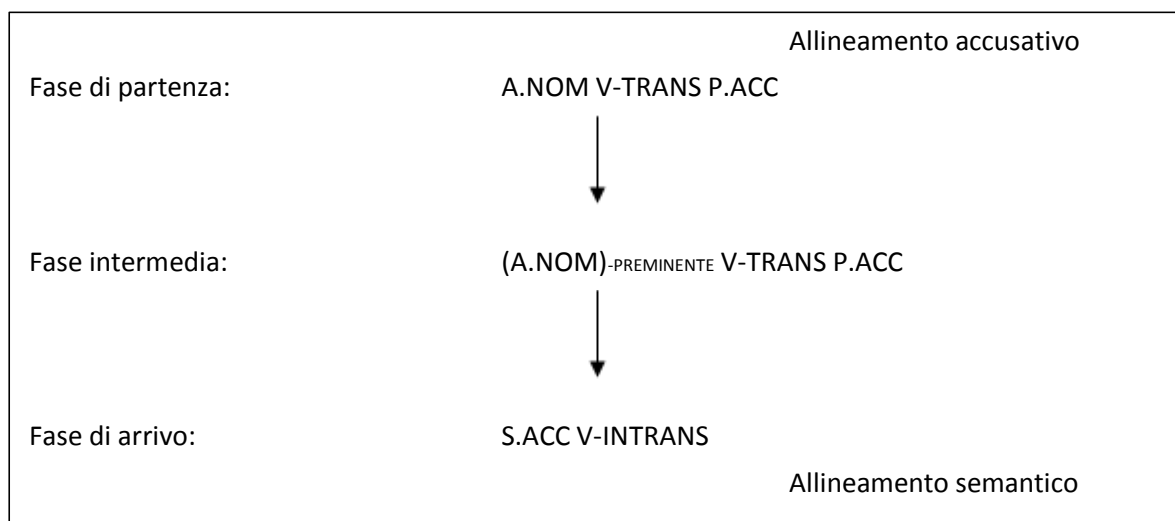 Allineamento accusativo
Fase di partenza: A.NOM V-TRANS P.ACC
Fase intermedia: (A.NOM)-PREMINENTE V-TRANS P.ACC
Fase di arrivo: S.ACC V-INTRANS
Allineamento semantico